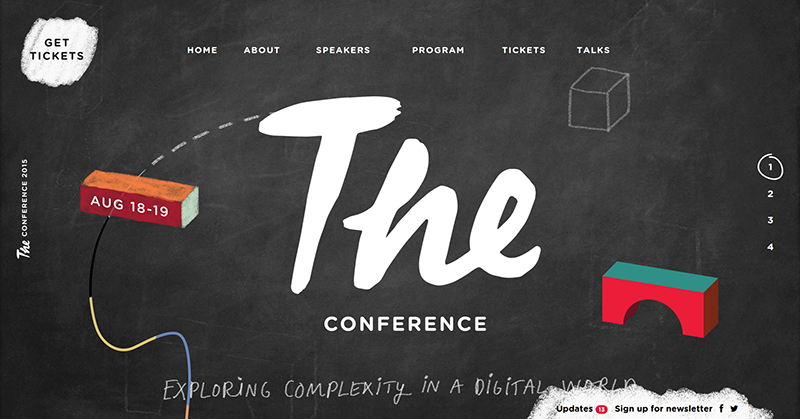 GET
TICKETS
HOME ABOUT SPEAKERS PROGRAM TICKETS TALKS
The
CONFERENCE
AUG 18-19
The CONFERENCE 2015
1
2
3
4
EXPLORING COMPLEXITY IN A DIGITAL WORLD
Updates 13 Sign up for newsletter